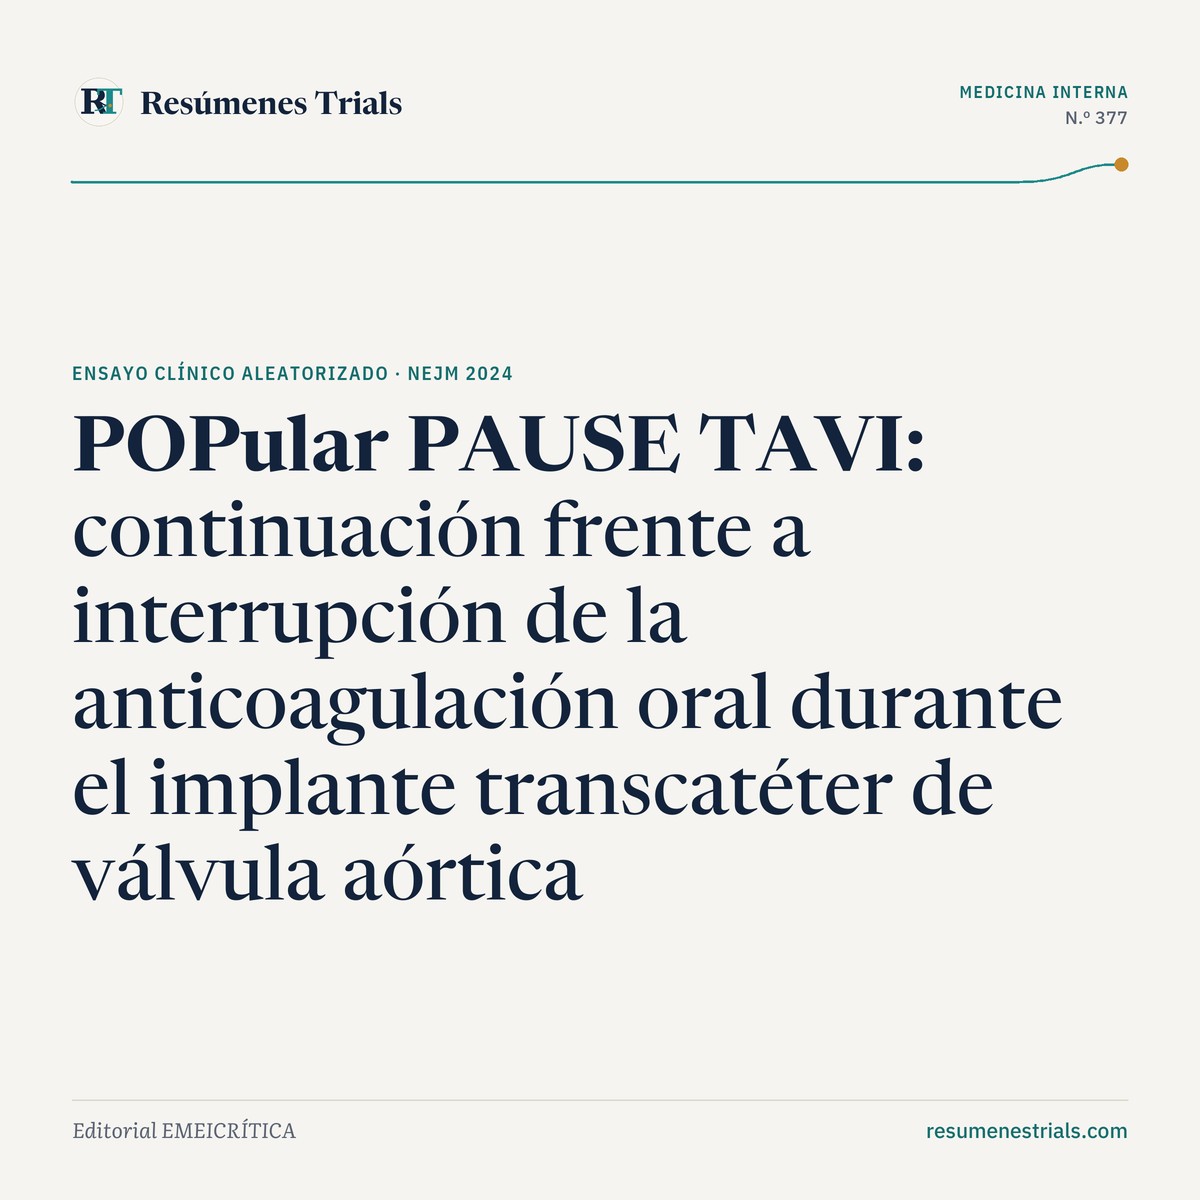 RT Resúmenes Trials
MEDICINA INTERNA
N.º 377
ENSAYO CLÍNICO ALEATORIZADO · NEJM 2024
POPular PAUSE TAVI:
continuación frente a
interrupción de la
anticoagulación oral durante
el implante transcatéter de
válvula aórtica
Editorial EMEICRÍTICA
resumenestrials.com